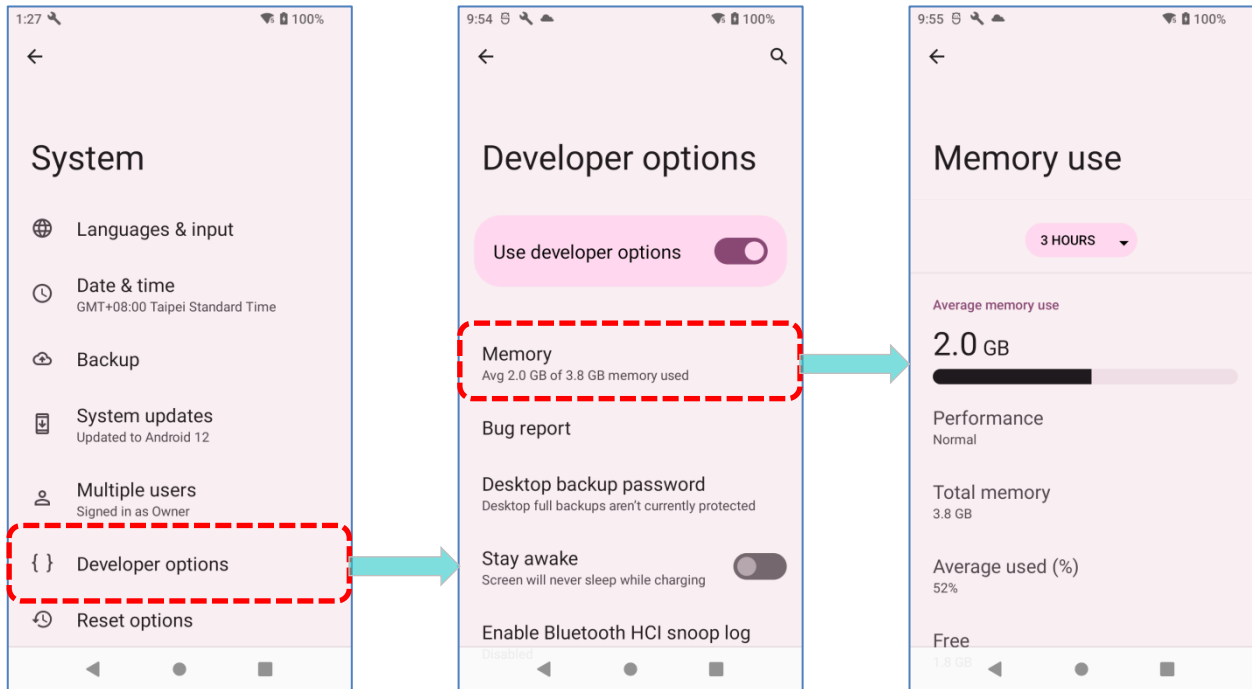 1:27 100%
System
Languages & input
Date & time
GMT+08:00 Taipei Standard Time
Backup
System updates
Updated to Android 12
Multiple users
Signed in as Owner
{ } Developer options
Reset options
9:54 100%
Developer options
Use developer options
Memory
Avg 2.0 GB of 3.8 GB memory used
Bug report
Desktop backup password
Desktop full backups aren't currently protected
Stay awake
Screen will never sleep while charging
Enable Bluetooth HCI snoop log
Disabled
9:55 100%
Memory use
3 HOURS
Average memory use
2.0 GB
Performance
Normal
Total memory
3.8 GB
Average used (%)
52%
Free
1.8 GB